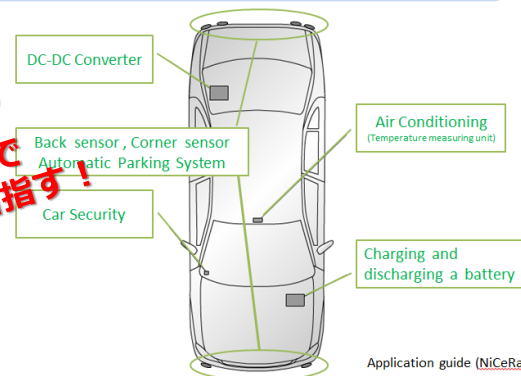 DC-DC Converter
で
指す！
Back sensor , Corner sensor
Automatic Parking System
Car Security
Air Conditioning
(Temperature measuring unit)
Charging and
discharging a battery
Application guide (NiCeRa